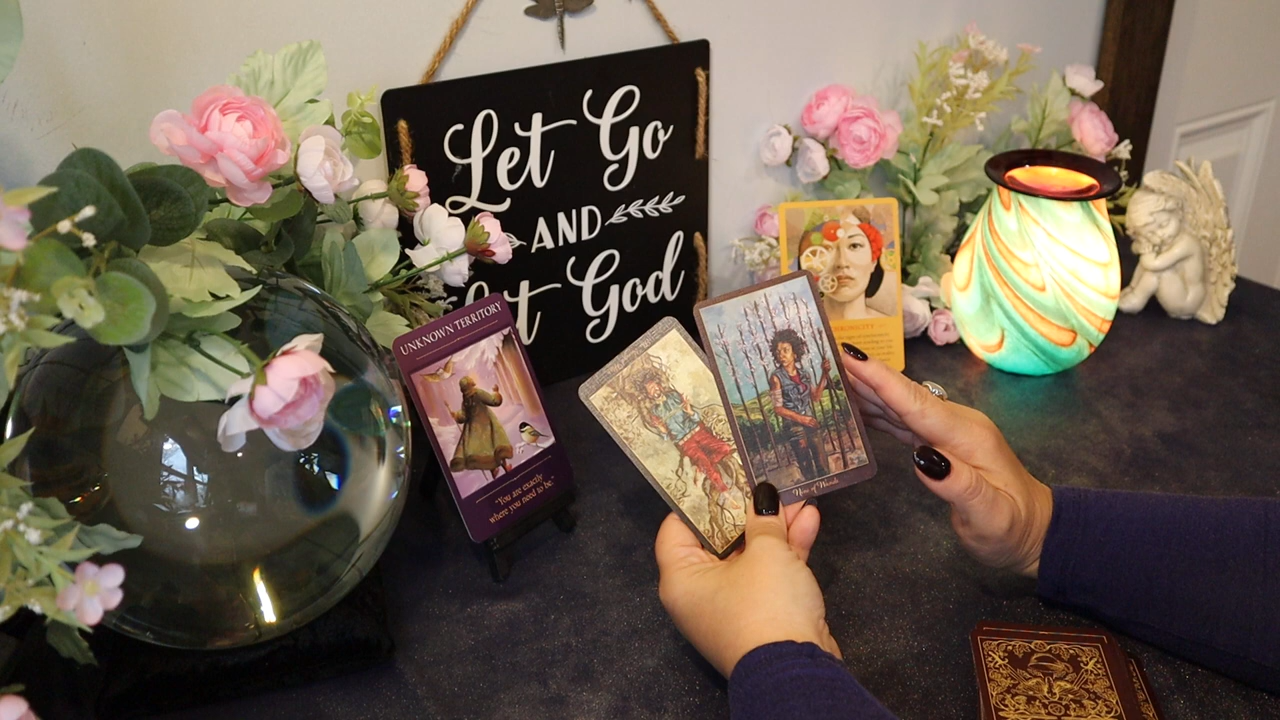 Let Go
AND
God
UNKNOWN TERRITORY
"You are exactly
where you need to be."
Nine of Wands